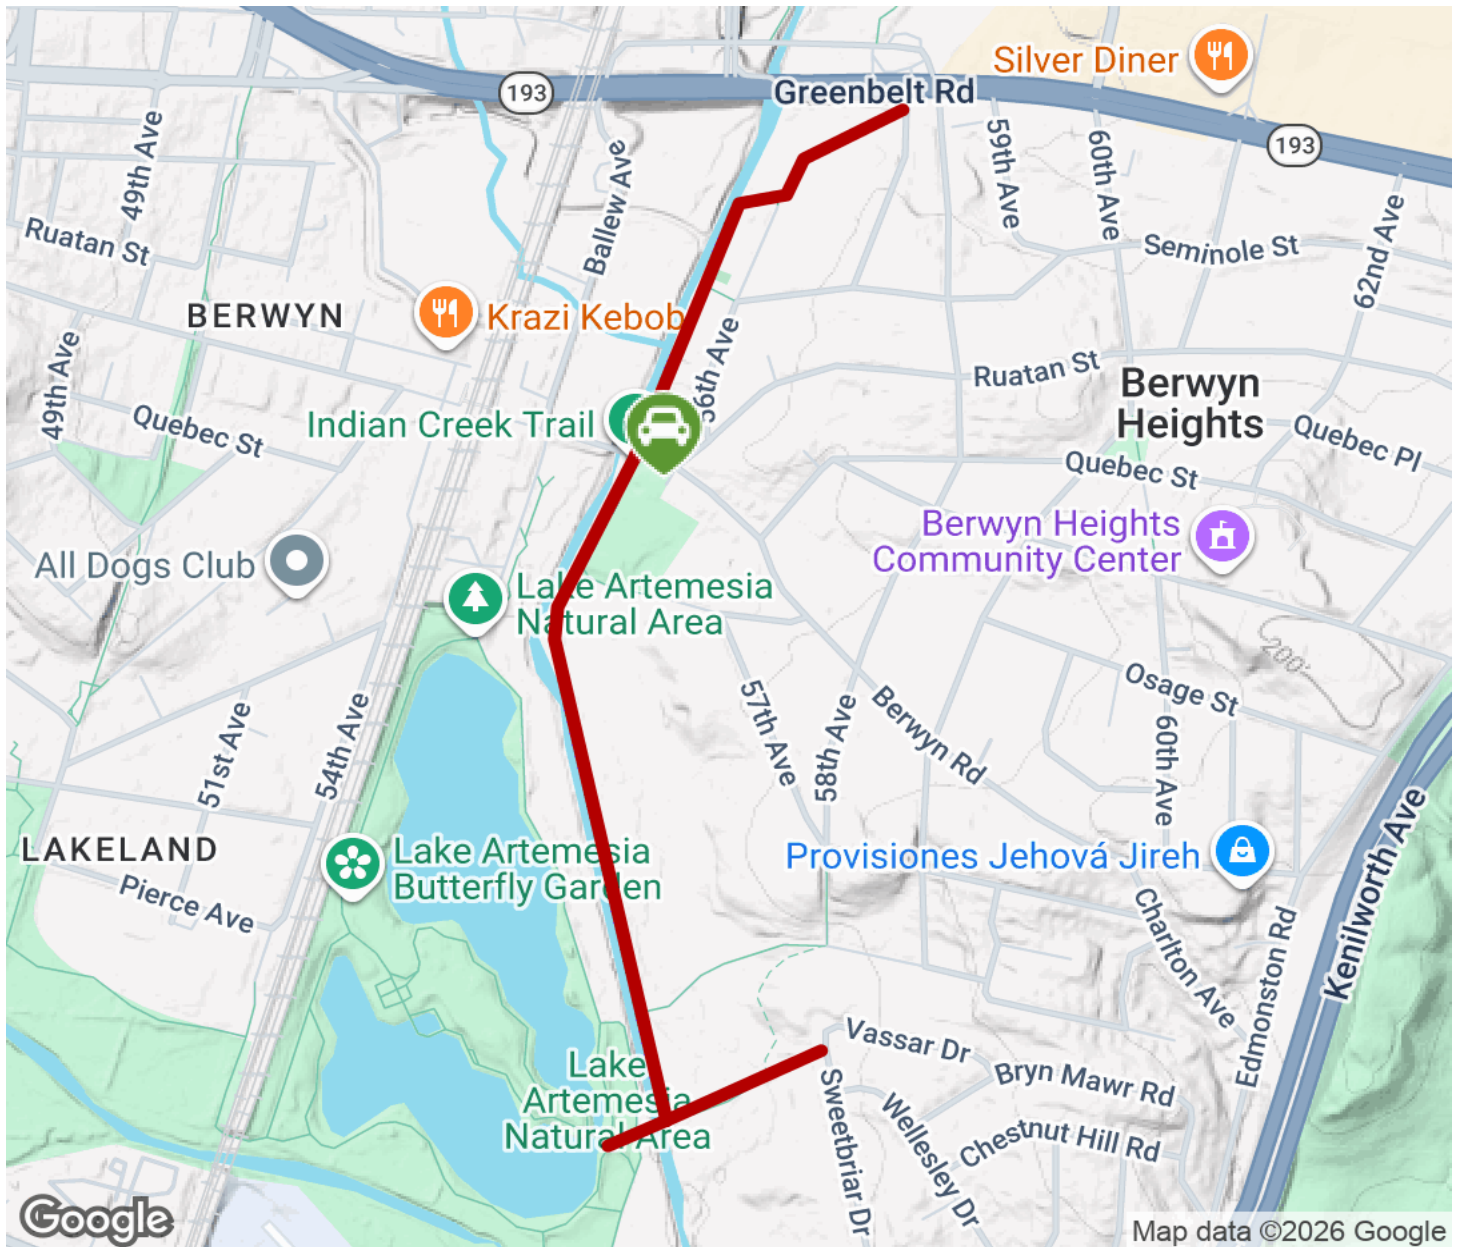 Silver Diner
193
Greenbelt Rd
193
49th Ave
59th Ave
60th Ave
Ballew Ave
Ruatan St
Seminole St
62nd Ave
BERWYN
Krazi Kebob
56th Ave
49th Ave
Ruatan St
Berwyn
Heights
Quebec St
Indian Creek Trail
Quebec Pl
Quebec St
Berwyn Heights
Community Center
All Dogs Club
Lake Artemesia
Natural Area
200'
Osage St
57th Ave
58th Ave
Berwyn Rd
60th Ave
51st Ave
54th Ave
Kenilworth Ave
LAKELAND
Lake Artemesia
Butterfly Garden
Provisiones Jehová Jireh
Pierce Ave
Charlton Ave
Edmonston Rd
Vassar Dr
Lake
Artemesia
Natural Area
Bryn Mawr Rd
Sweetbriar Dr
Wellesley Dr
Chestnut Hill Rd
Google
Map data ©2026 Google